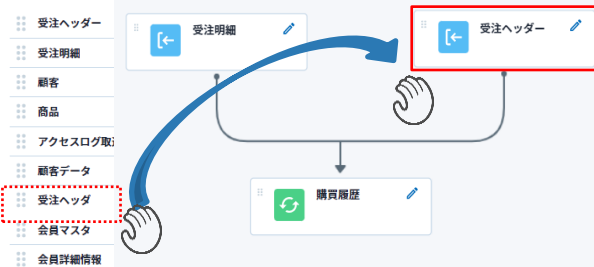 受注ヘッダー
受注明細
顧客
商品
アクセスログ取
顧客データ
受注ヘッダ
会員マスタ
会員詳細情報
受注明細
受注ヘッダー
購買履歴